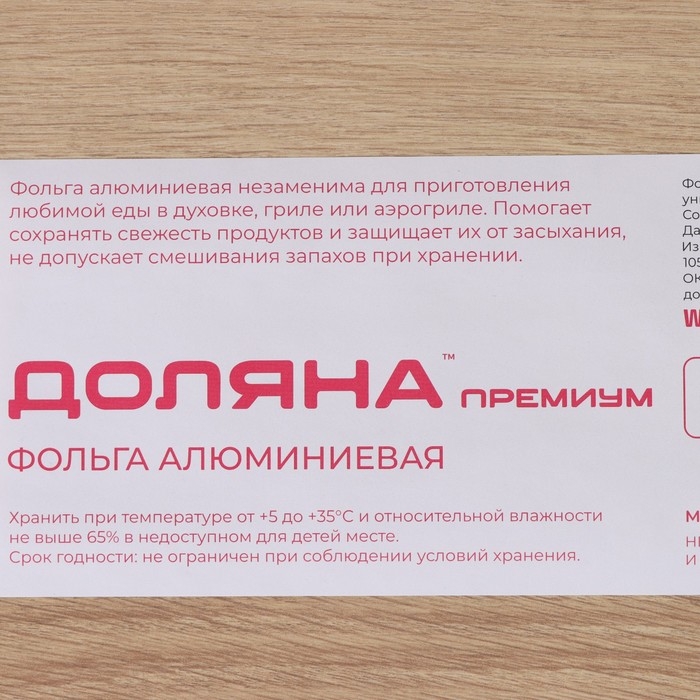 Фольга алюминиевая незаменима для приготовления
любимой еды в духовке, гриле или аэрогриле. Помогает
сохранять свежесть продуктов и защищает их от засыхания,
не допускает смешивания запахов при хранении.
ДОЛЯНА™ ПРЕМИУМ
ФОЛЬГА АЛЮМИНИЕВАЯ
Хранить при температуре от +5 до +35°С и относительной влажности
не выше 65% в недоступном для детей месте.
Срок годности: не ограничен при соблюдении условий хранения.